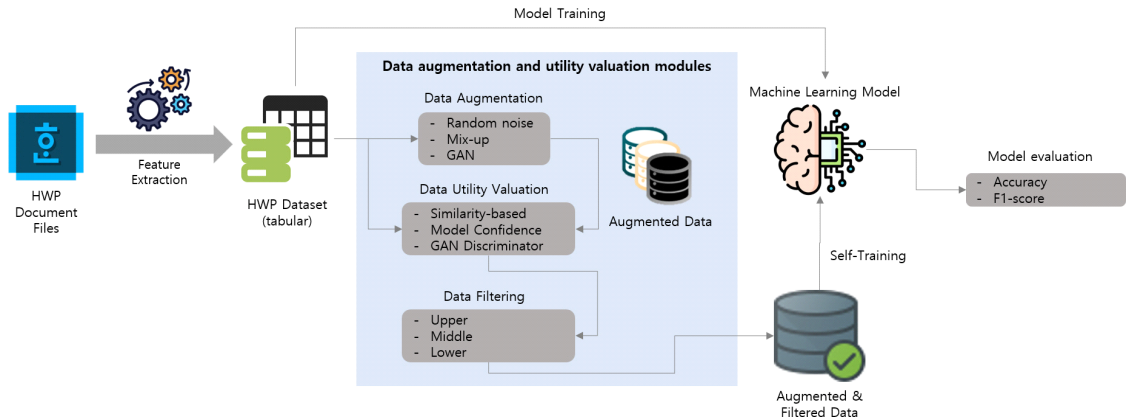 Model Training
Data augmentation and utility valuation modules
Data Augmentation
- Random noise
- Mix-up
- GAN
Machine Learning Model
한
HWP
Document
Files
Feature
Extraction
HWP Dataset
(tabular)
Data Utility Valuation
- Similarity-based
- Model Confidence
- GAN Discriminator
Augmented Data
Model evaluation
- Accuracy
- F1-score
Self-Training
Data Filtering
- Upper
- Middle
- Lower
Augmented &
Filtered Data